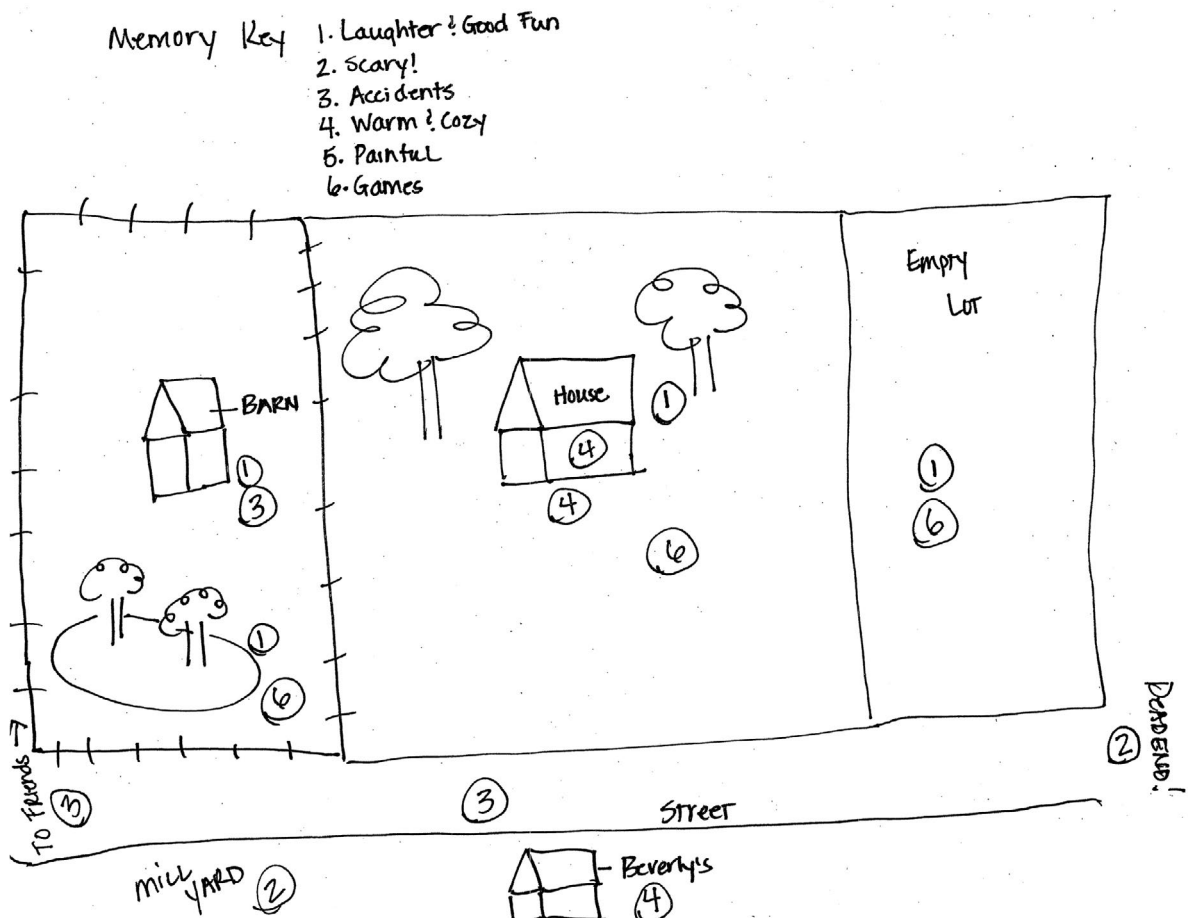 Memory Key
1. Laughter & Good Fun
2. Scary!
3. Accidents
4. Warm & Cozy
5. Painful
6. Games
Empty
Lot
BARN
House
1
4
1
3
4
1
6
6
1
6
DEADEND!
2
TO Friends →
3
3
Street
mill
YARD
2
Beverly's
4